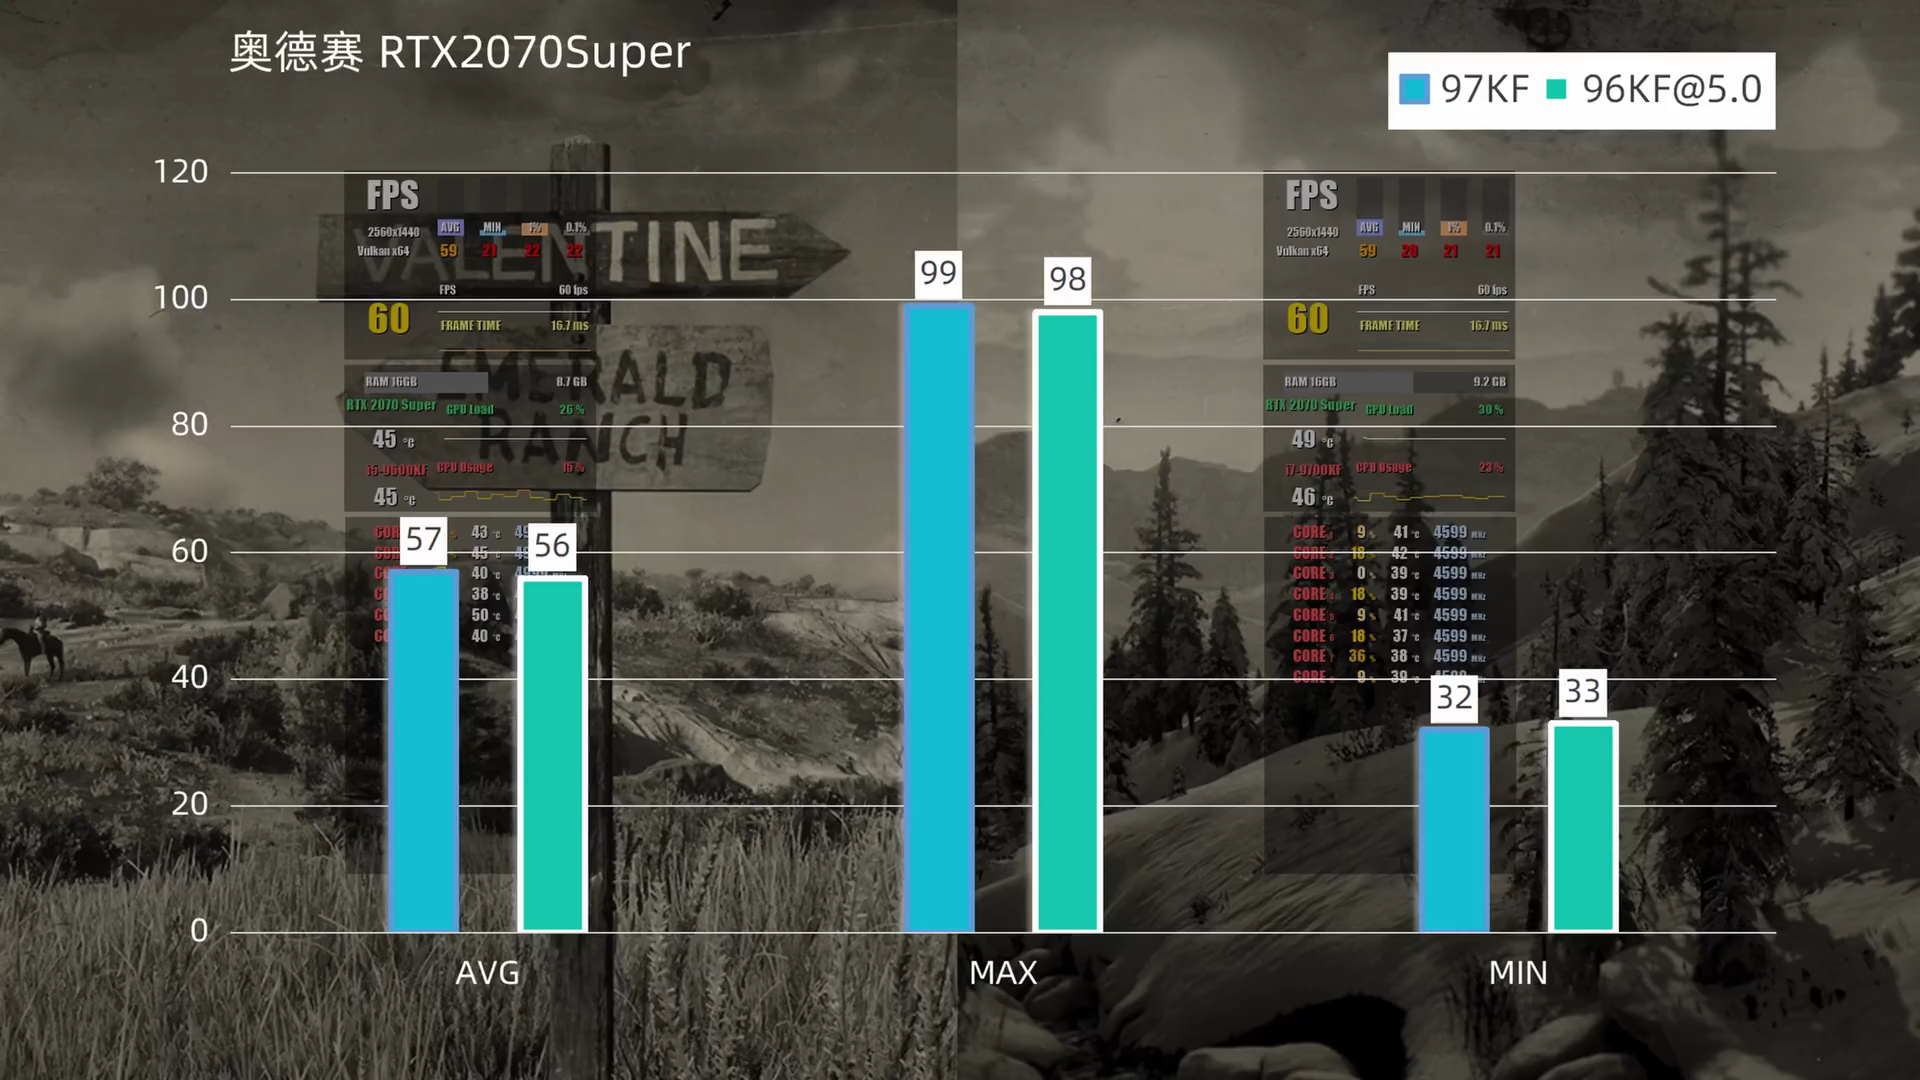 奥德赛 RTX2070Super
97KF 96KF@5.0
120
100
80
60
40
20
0
57
56
99
98
32
33
AVG
MAX
MIN
FPS
2560x1440 AVG MIN 1% 0.1%
Vulkan x64 59 21 22 22
FPS 60 fps
60 FRAME TIME 16.7 ms
RAM 16GB 8.7 GB
RTX 2070 Super GPU Load 26 %
45 °C
i5-9600KF CPU Usage 15 %
45 °C
43 °C
45 °C
40 °C
38 °C
50 °C
40 °C
VALENTINE
EMERALD
RANCH
FPS
2560x1440 AVG MIN 1% 0.1%
Vulkan x64 59 20 21 21
FPS 60 fps
60 FRAME TIME 16.7 ms
RAM 16GB 9.2 GB
RTX 2070 Super GPU Load 30 %
49 °C
i7-9700KF CPU Usage 23 %
46 °C
CORE 1 9 % 41 °C 4599 MHz
CORE 2 18 % 42 °C 4599 MHz
CORE 3 0 % 39 °C 4599 MHz
CORE 4 18 % 39 °C 4599 MHz
CORE 5 9 % 41 °C 4599 MHz
CORE 6 18 % 37 °C 4599 MHz
CORE 7 36 % 38 °C 4599 MHz
CORE 9 % 39 °C